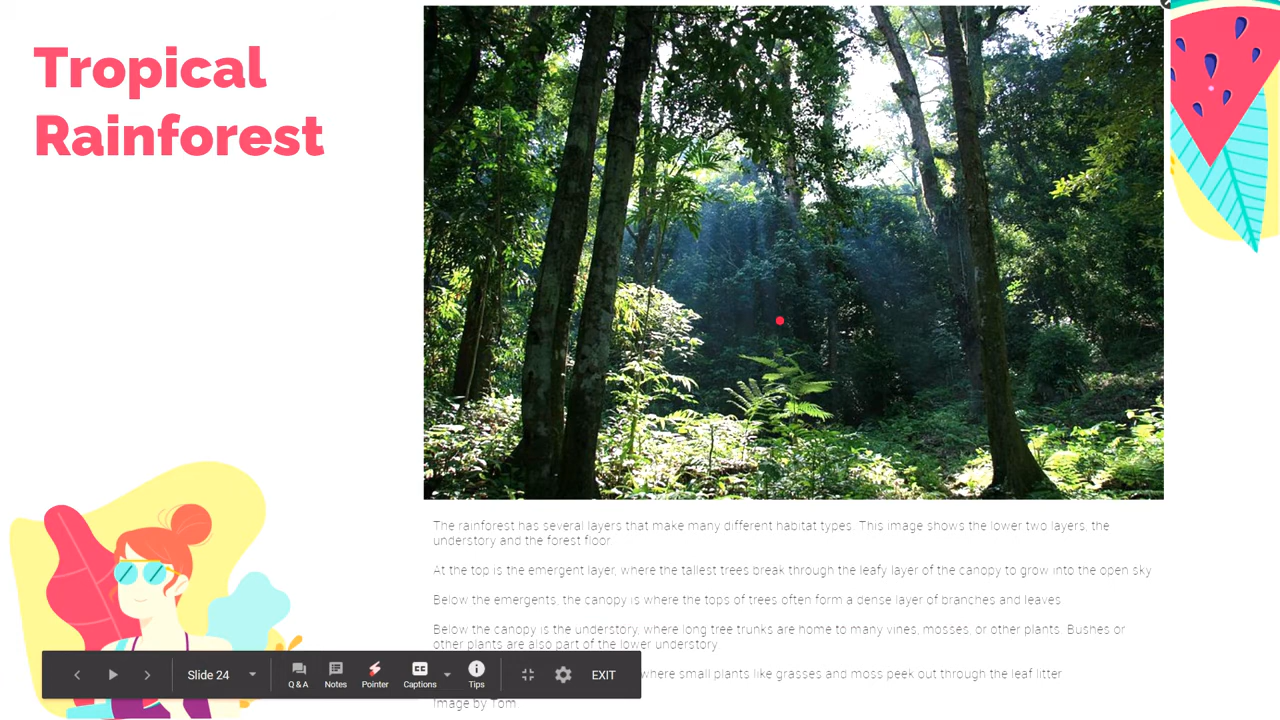 Tropical
Rainforest
The rainforest has several layers that make many different habitat types. This image shows the lower two layers, the
understory and the forest floor
At the top is the emergent layer, where the tallest trees break through the leafy layer of the canopy to grow into the open sky
Below the emergents, the canopy is where the tops of trees often form a dense layer of branches and leaves
Below the canopy is the understory, where long tree trunks are home to many vines, mosses, or other plants. Bushes or
other plants are also part of the lower understory
where small plants like grasses and moss peek out through the leaf litter
Image by Tom
Slide 24
Q & A
Notes
Pointer
Captions
Tips
EXIT